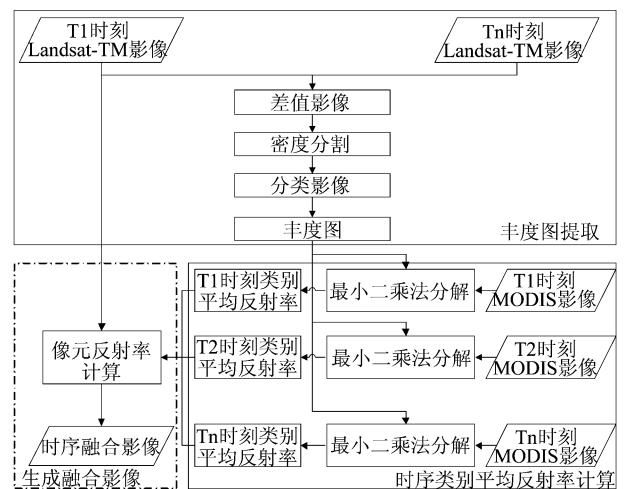 T1时刻
Landsat-TM影像
Tn时刻
Landsat-TM影像
差值影像
密度分割
分类影像
丰度图
丰度图提取
T1时刻类别
平均反射率
最小二乘法分解
T1时刻
MODIS影像
像元反射率
计算
T2时刻类别
平均反射率
最小二乘法分解
T2时刻
MODIS影像
时序融合影像
Tn时刻类别
平均反射率
最小二乘法分解
Tn时刻
MODIS影像
生成融合影像
时序类别平均反射率计算